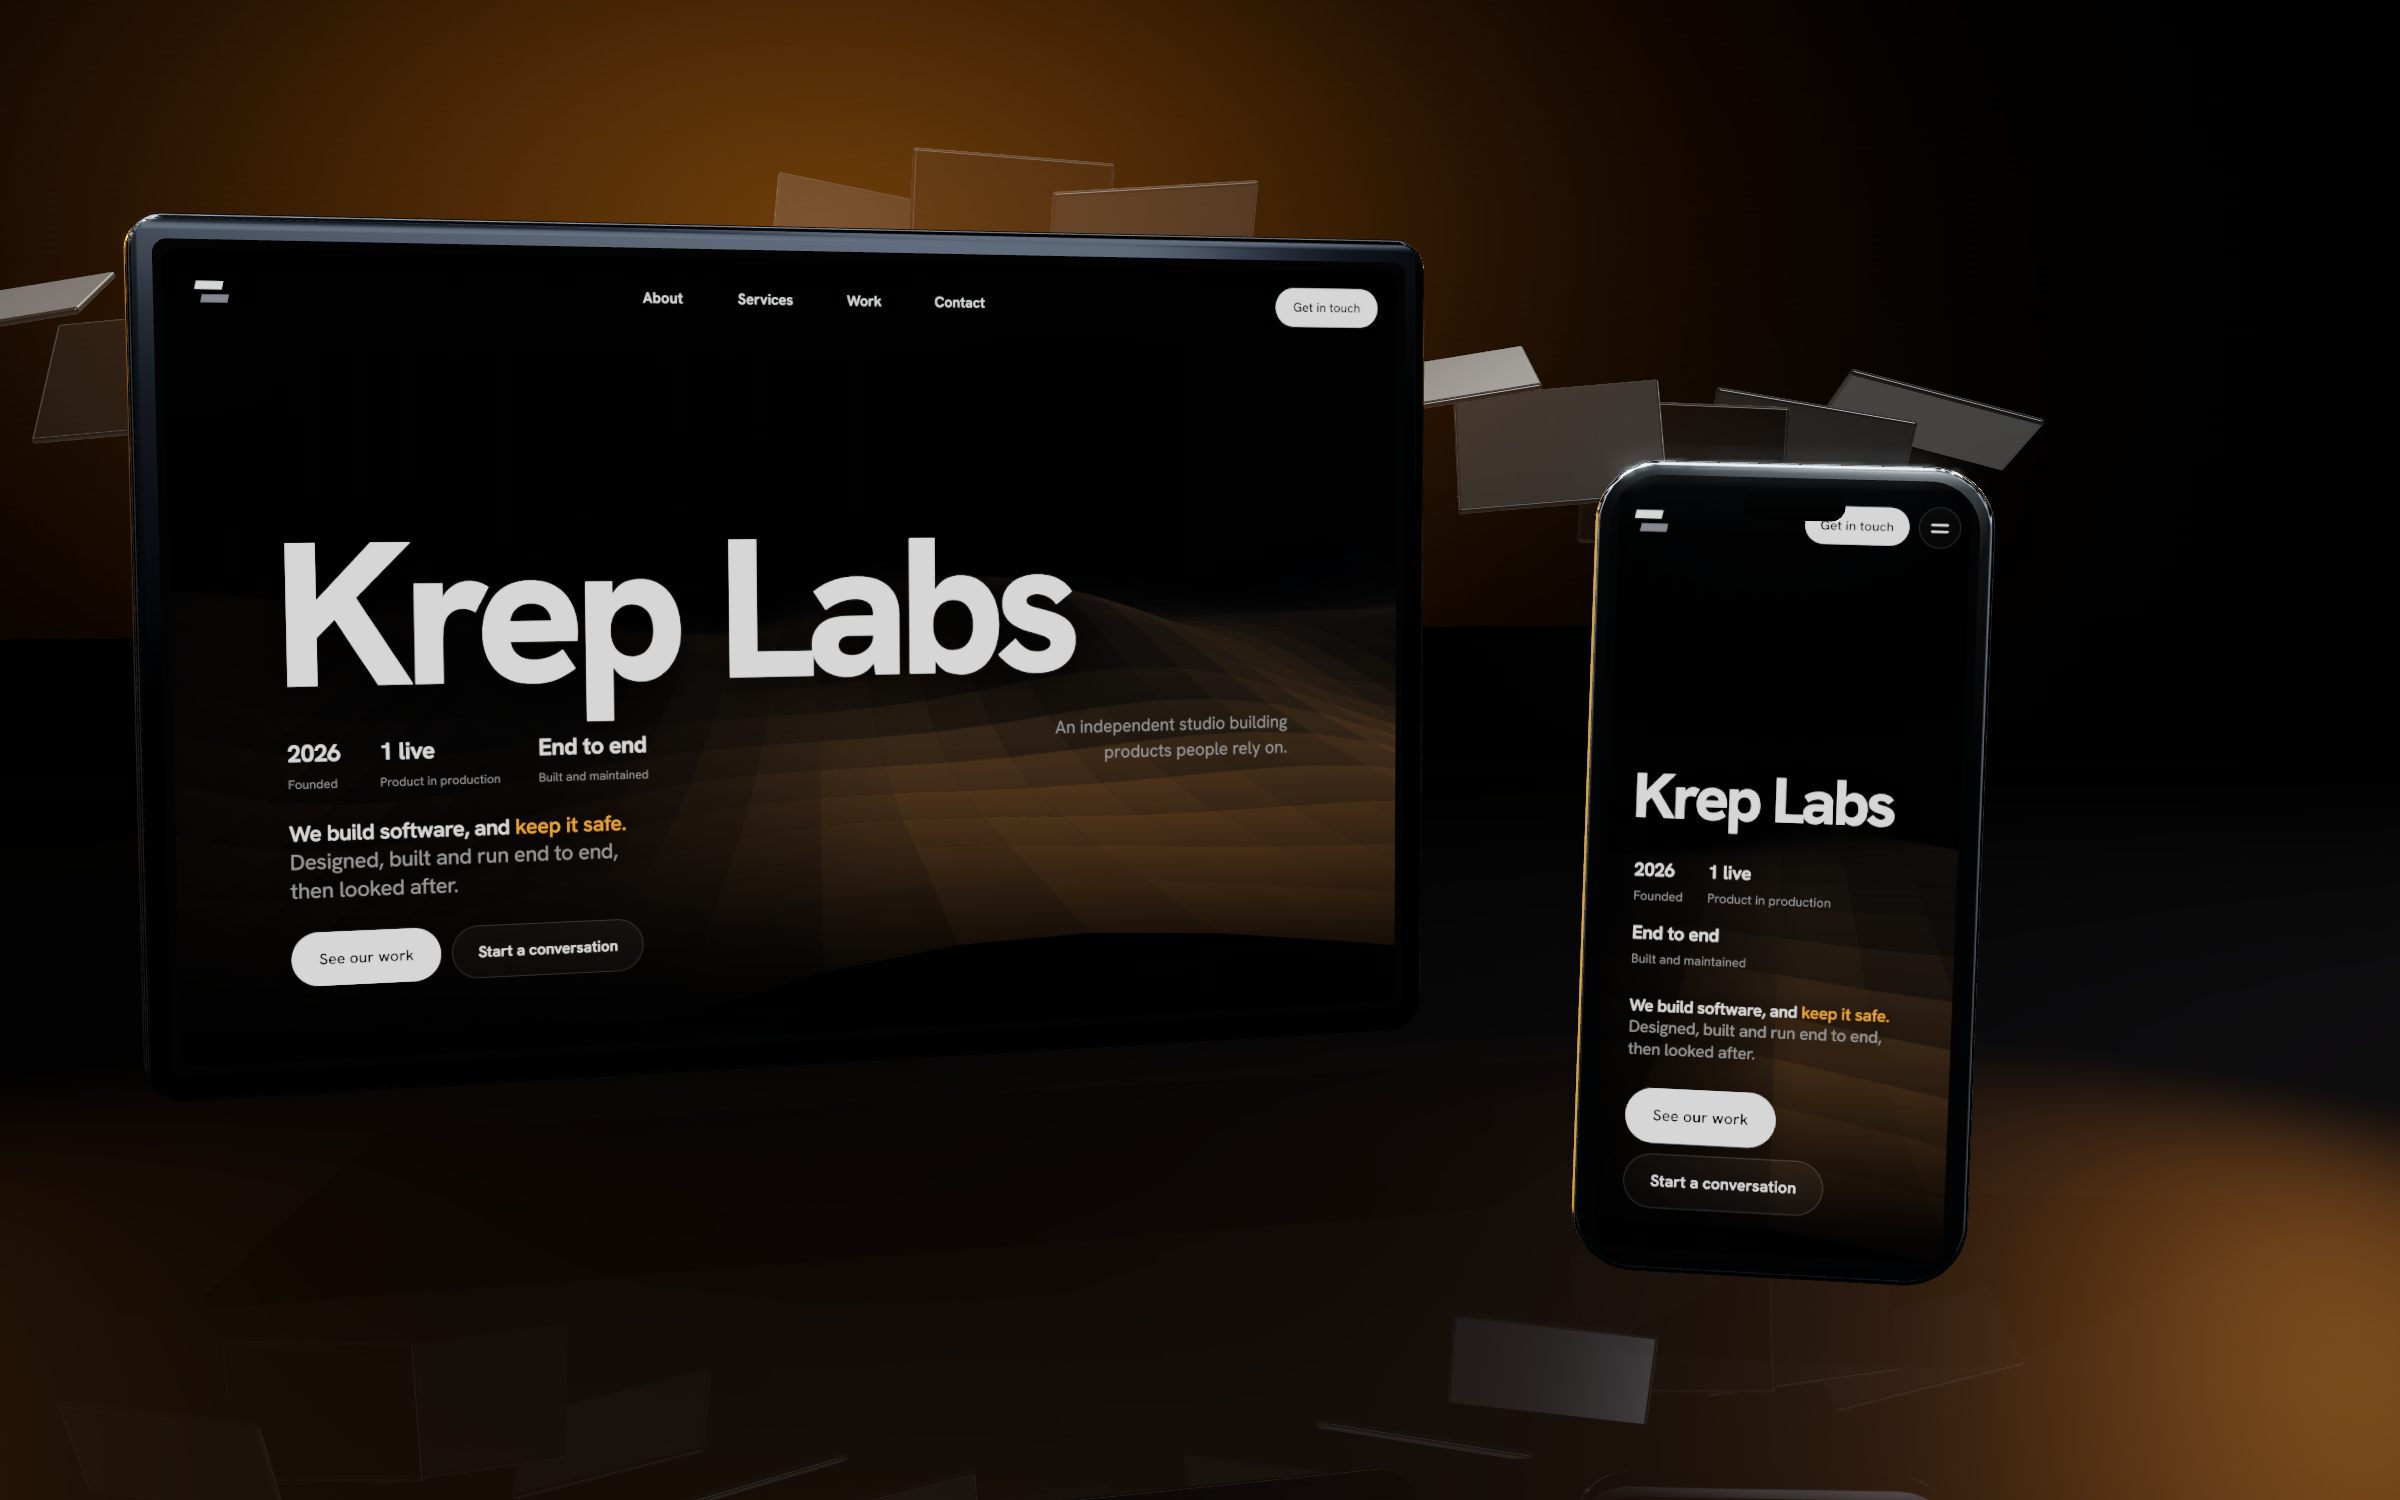 About
Services
Work
Contact
Get in touch
Krep Labs
2026
Founded
1 live
Product in production
End to end
Built and maintained
An independent studio building
products people rely on.
We build software, and keep it safe.
Designed, built and run end to end,
then looked after.
See our work
Start a conversation
Get in touch
Krep Labs
2026
Founded
1 live
Product in production
End to end
Built and maintained
We build software, and keep it safe.
Designed, built and run end to end,
then looked after.
See our work
Start a conversation